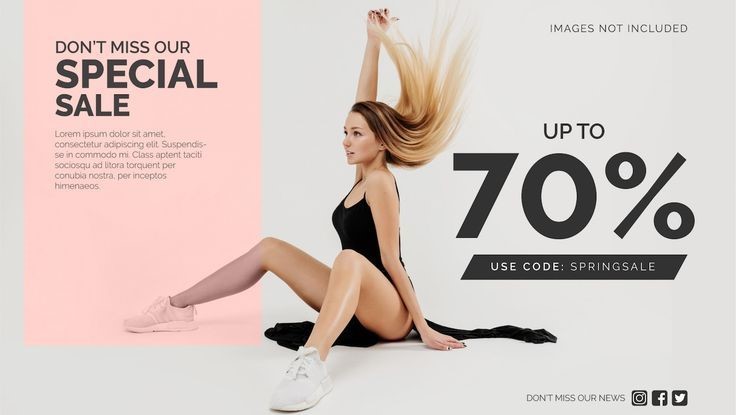 DON'T MISS OUR
SPECIAL
SALE
Lorem ipsum dolor sit amet,
consectetur adipiscing elit. Suspendis-
se in commodo mi. Class aptent taciti
sociosqu ad litora torquent per
conubia nostra, per inceptos
himenaeos.
IMAGES NOT INCLUDED
UP TO
70%
USE CODE: SPRINGSALE
DON'T MISS OUR NEWS